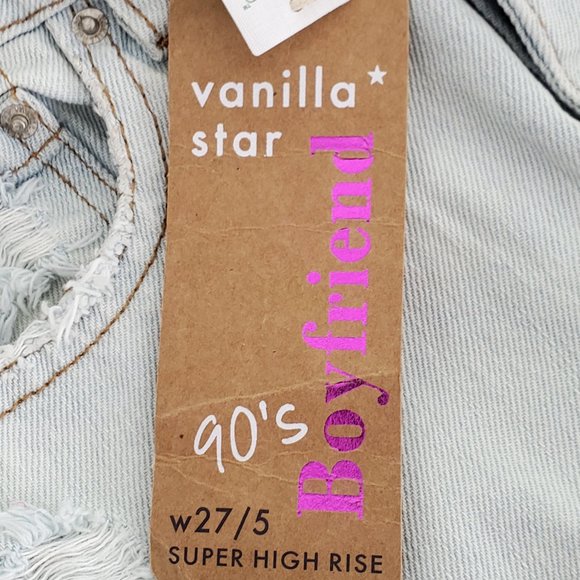 vanilla
star
90's
Boyfriend
w27/5
SUPER HIGH RISE